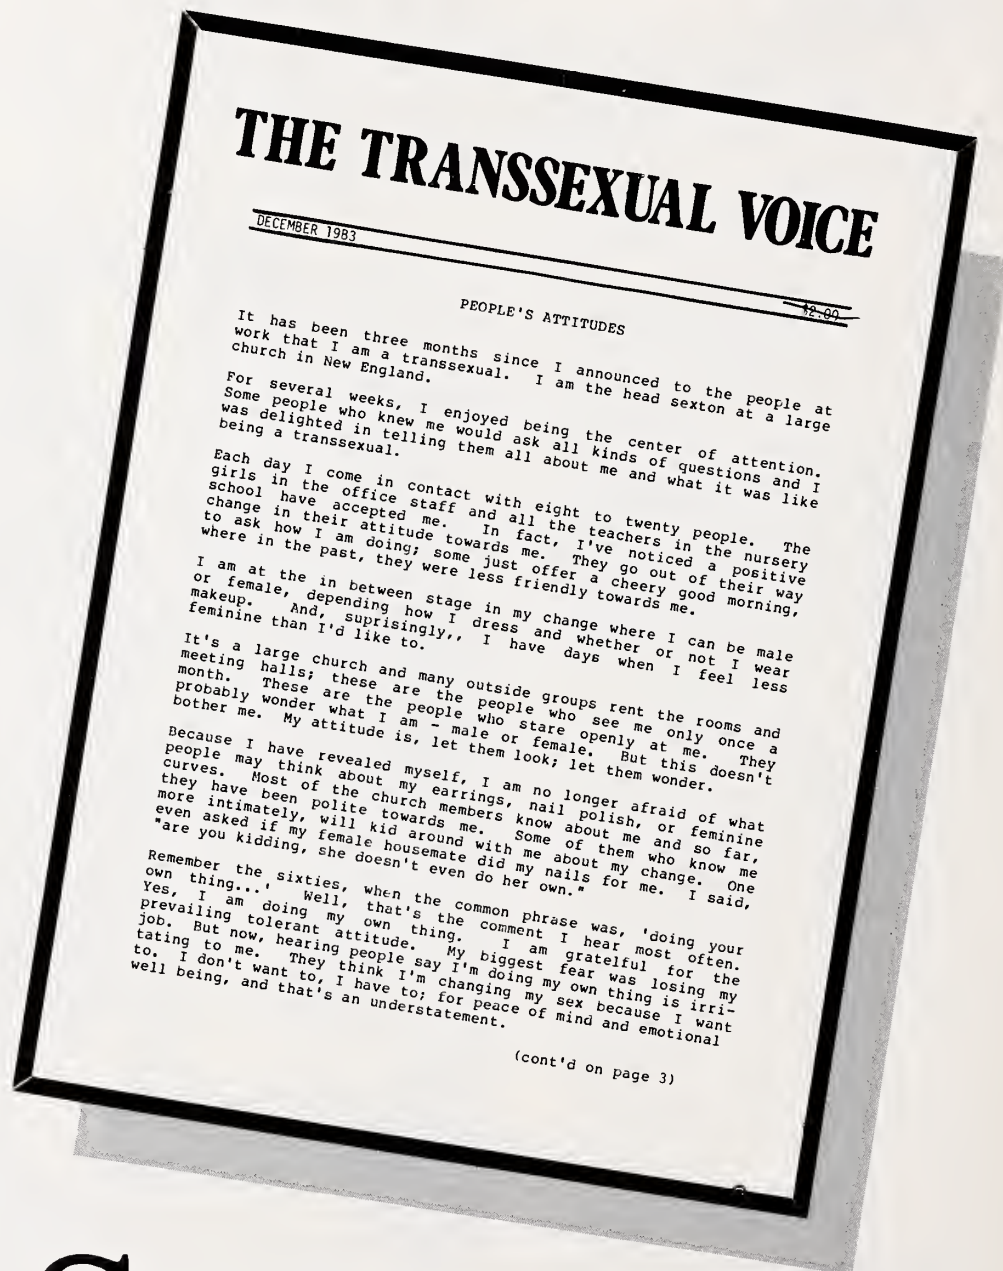 THE TRANSSEXUAL VOICE
DECEMBER 1983
$2.00
PEOPLE'S ATTITUDES
It has been three months since I announced to the people at
work that I am a transsexual. I am the head sexton at a large
church in New England.
For several weeks, I enjoyed being the center of attention.
Some people who knew me would ask all kinds of questions and I
was delighted in telling them all about me and what it was like
being a transsexual.
Each day I come in contact with eight to twenty people. The
girls in the office staff and all the teachers in the nursery
school have accepted me. In fact, I've noticed a positive
change in their attitude towards me. They go out of their way
to ask how I am doing; some just offer a cheery good morning,
where in the past, they were less friendly towards me.
I am at the in between stage in my change where I can be male
or female, depending how I dress and whether or not I wear
makeup. And, suprisingly,, I have days when I feel less
feminine than I'd like to.
It's a large church and many outside groups rent the rooms and
meeting halls; these are the people who see me only once a
month. These are the people who stare openly at me. They
probably wonder what I am - male or female. But this doesn't
bother me. My attitude is, let them look; let them wonder.
Because I have revealed myself, I am no longer afraid of what
people may think about my earrings, nail polish, or feminine
curves. Most of the church members know about me and so far,
they have been polite towards me. Some of them who know me
more intimately, will kid around with me about my change. One
even asked if my female housemate did my nails for me. I said,
"are you kidding, she doesn't even do her own."
Remember the sixties, when the common phrase was, 'doing your
own thing...' Well, that's the comment I hear most often.
Yes, I am doing my own thing. I am grateful for the
prevailing tolerant attitude. My biggest fear was losing my
job. But now, hearing people say I'm doing my own thing is irri-
tating to me. They think I'm changing my sex because I want
to. I don't want to, I have to; for peace of mind and emotional
well being, and that's an understatement.
(cont'd on page 3)